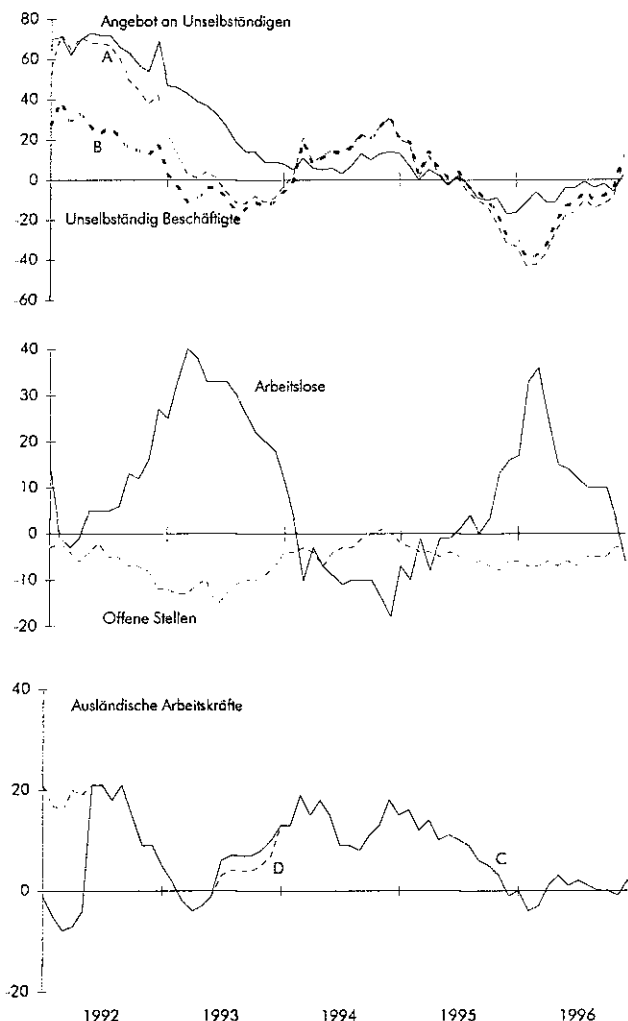 Angebot an Unselbständigen
80
60
40
20
0
-20
-40
-60
A
B
Unselbständig Beschäftigte
40
30
20
10
0
-10
-20
Arbeitslose
Offene Stellen
40
20
0
-20
Ausländische Arbeitskräfte
D
C
1992 1993 1994 1995 1996